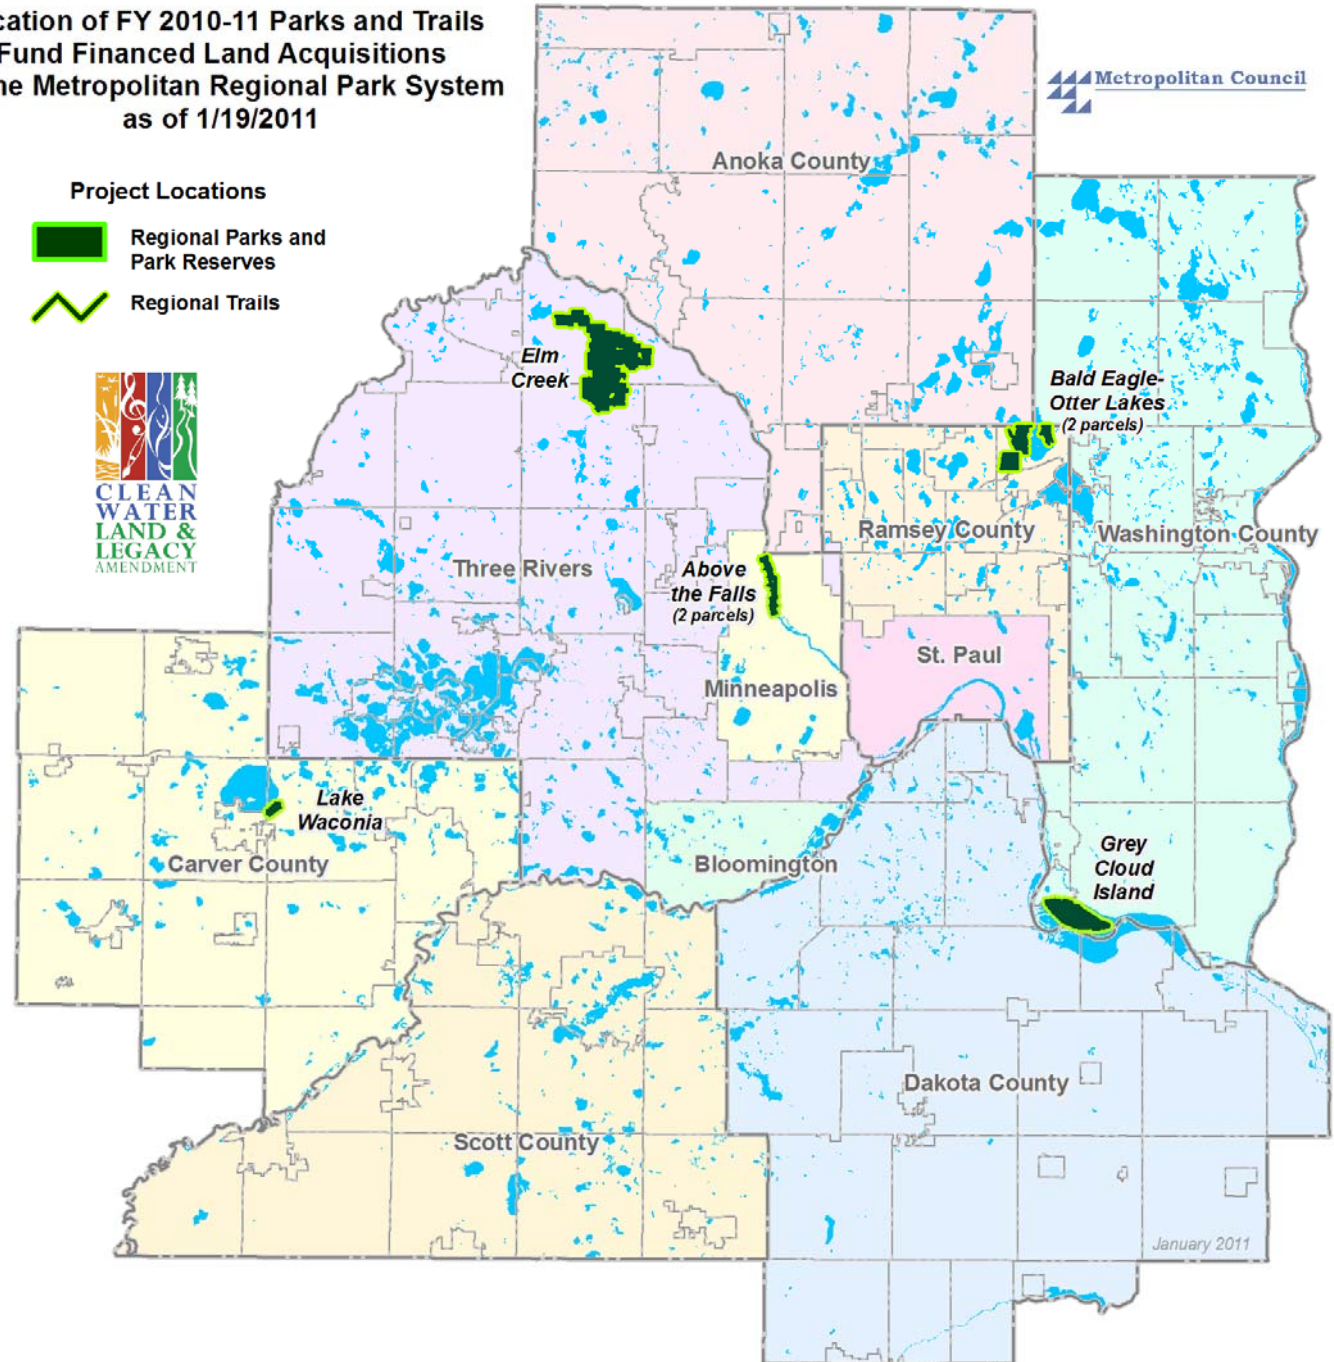 cation of FY 2010-11 Parks and Trails
Fund Financed Land Acquisitions
he Metropolitan Regional Park System
as of 1/19/2011
Metropolitan Council
Project Locations
Regional Parks and
Park Reserves
Regional Trails
CLEAN
WATER
LAND &
LEGACY
AMENDMENT
Anoka County
Elm
Creek
Bald Eagle-
Otter Lakes
(2 parcels)
Ramsey County
Washington County
Three Rivers
Above
the Falls
(2 parcels)
St. Paul
Minneapolis
Lake
Waconia
Carver County
Bloomington
Grey
Cloud
Island
Dakota County
Scott County
January 2011